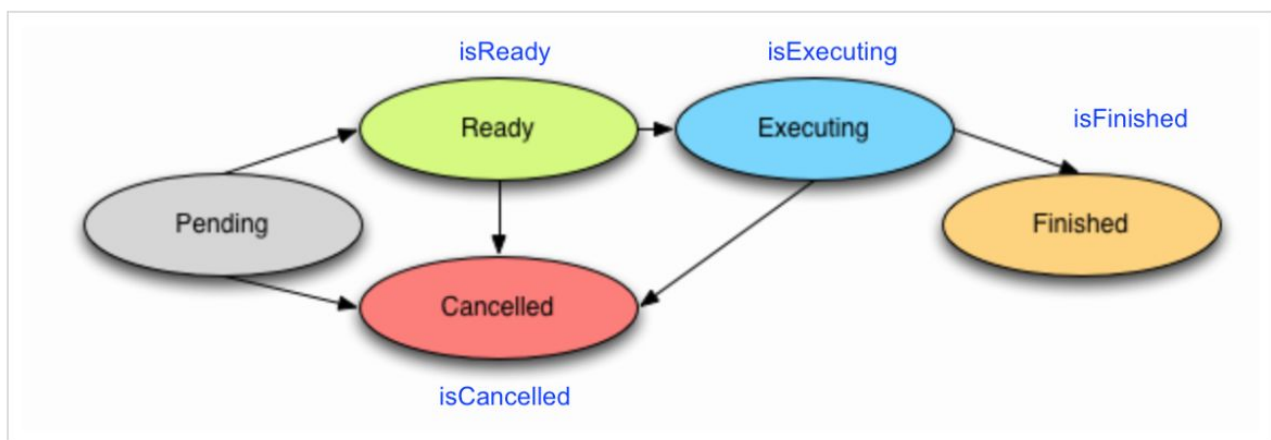 isReady
isExecuting
Ready
Executing
isFinished
Pending
Finished
Cancelled
isCancelled